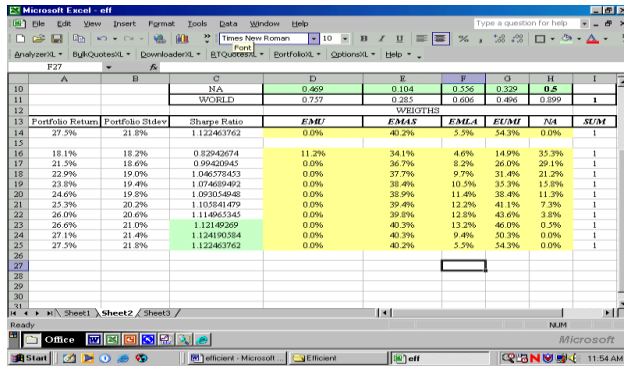 Microsoft Excel - eff
File Edit View Insert Format Tools Data Window Help Type a question for help
Times New Roman 10 B I U % ,
Font
AnalyzerXL BulkQuotesXL DownloaderXL RTQuotesXL PortfolioXL OptionsXL Help
F27 fx
A B C D E F G H I
10 NA 0.469 0.104 0.556 0.329 0.5
11 WORLD 0.757 0.285 0.606 0.496 0.899 1
12 WEIGTHS
13 Portfolio Return Portfolio Stdev Sharpe Ratio EMU EMAS EMLA EUMI NA SUM
14 27.5% 21.8% 1.122463762 0.0% 40.2% 5.5% 54.3% 0.0% 1
15
16 18.1% 18.2% 0.82942674 11.2% 34.1% 4.6% 14.9% 35.3% 1
17 21.5% 18.6% 0.99420945 0.0% 36.7% 8.2% 26.0% 29.1% 1
18 22.9% 19.0% 1.046578453 0.0% 37.7% 9.7% 31.4% 21.2% 1
19 23.8% 19.4% 1.074689492 0.0% 38.4% 10.5% 35.3% 15.8% 1
20 24.6% 19.8% 1.093054948 0.0% 38.9% 11.4% 38.4% 11.3% 1
21 25.3% 20.2% 1.105841479 0.0% 39.4% 12.2% 41.1% 7.3% 1
22 26.0% 20.6% 1.114965345 0.0% 39.8% 12.8% 43.6% 3.8% 1
23 26.6% 21.0% 1.12149269 0.0% 40.3% 13.2% 46.0% 0.5% 1
24 27.1% 21.4% 1.124190584 0.0% 40.3% 9.4% 50.3% 0.0% 1
25 27.5% 21.8% 1.122463762 0.0% 40.2% 5.5% 54.3% 0.0% 1
26
27
28
29
30
31
Sheet1 Sheet2 Sheet3
Ready NUM
Office Microsoft
Start efficient - Microsoft ... Efficient eff 11:54 AM